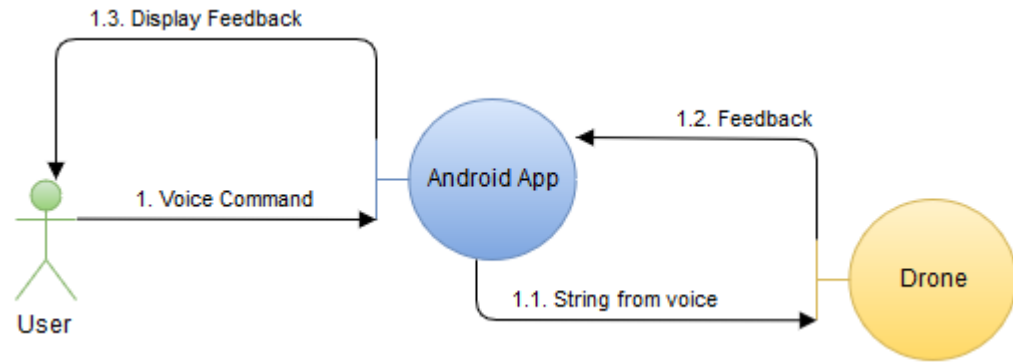 1.3. Display Feedback
1.2. Feedback
Android App
1. Voice Command
Drone
1.1. String from voice
User